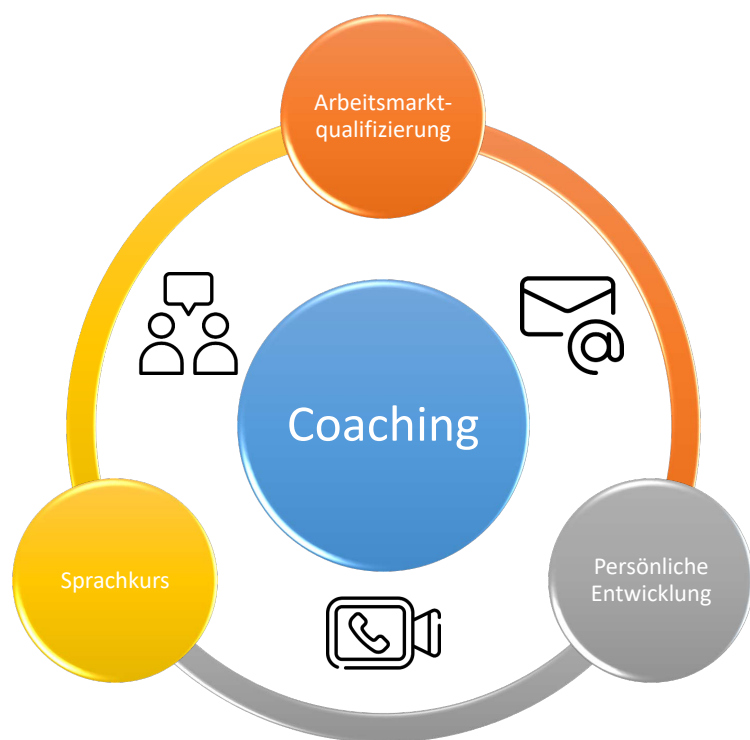 Arbeitsmarkt-
qualifizierung
Coaching
Sprachkurs
Persönliche
Entwicklung